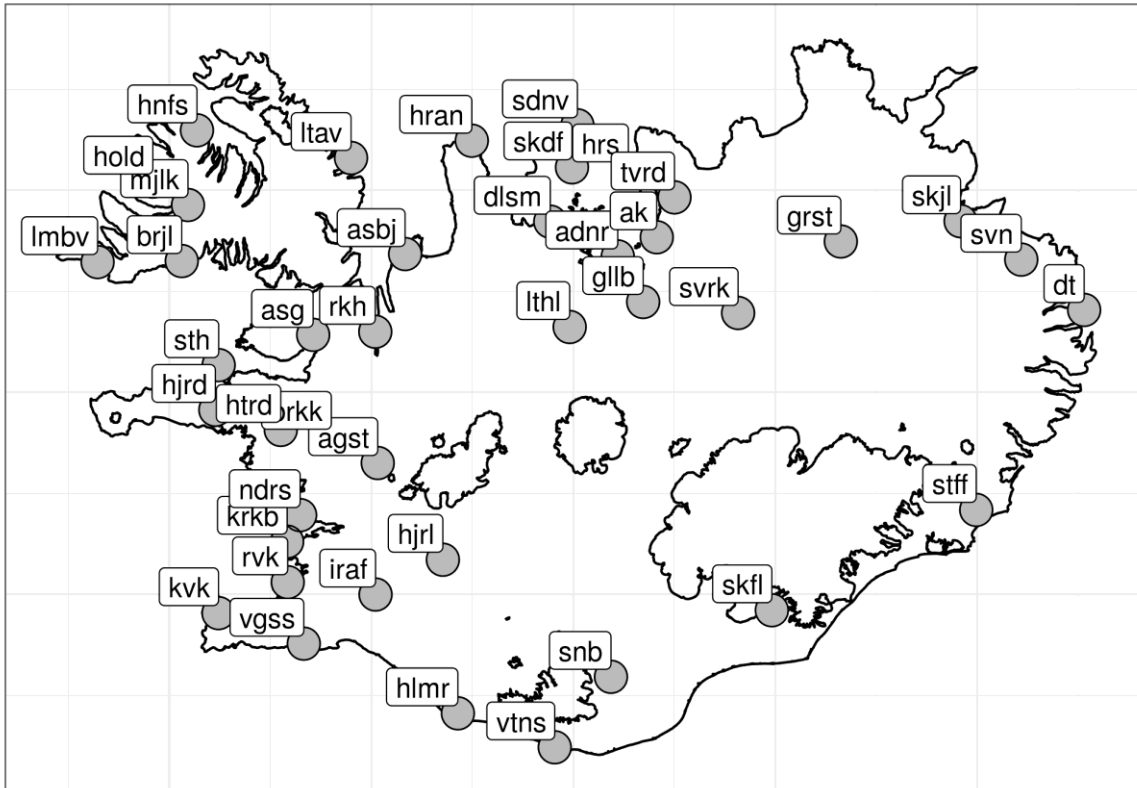 sdnv
hnfs
hran
ltav
skdf
hrs
hold
tvrd
mjlk
dlsm
skjl
ak
grst
asbj
adnr
svn
lmbv
brjl
gllb
dt
svrk
rkh
lthl
asg
sth
hjrd
htrd
agst
ndrs
stff
krkb
hjrl
rvk
iraf
skfl
kvk
vgss
snb
hlmr
vtns